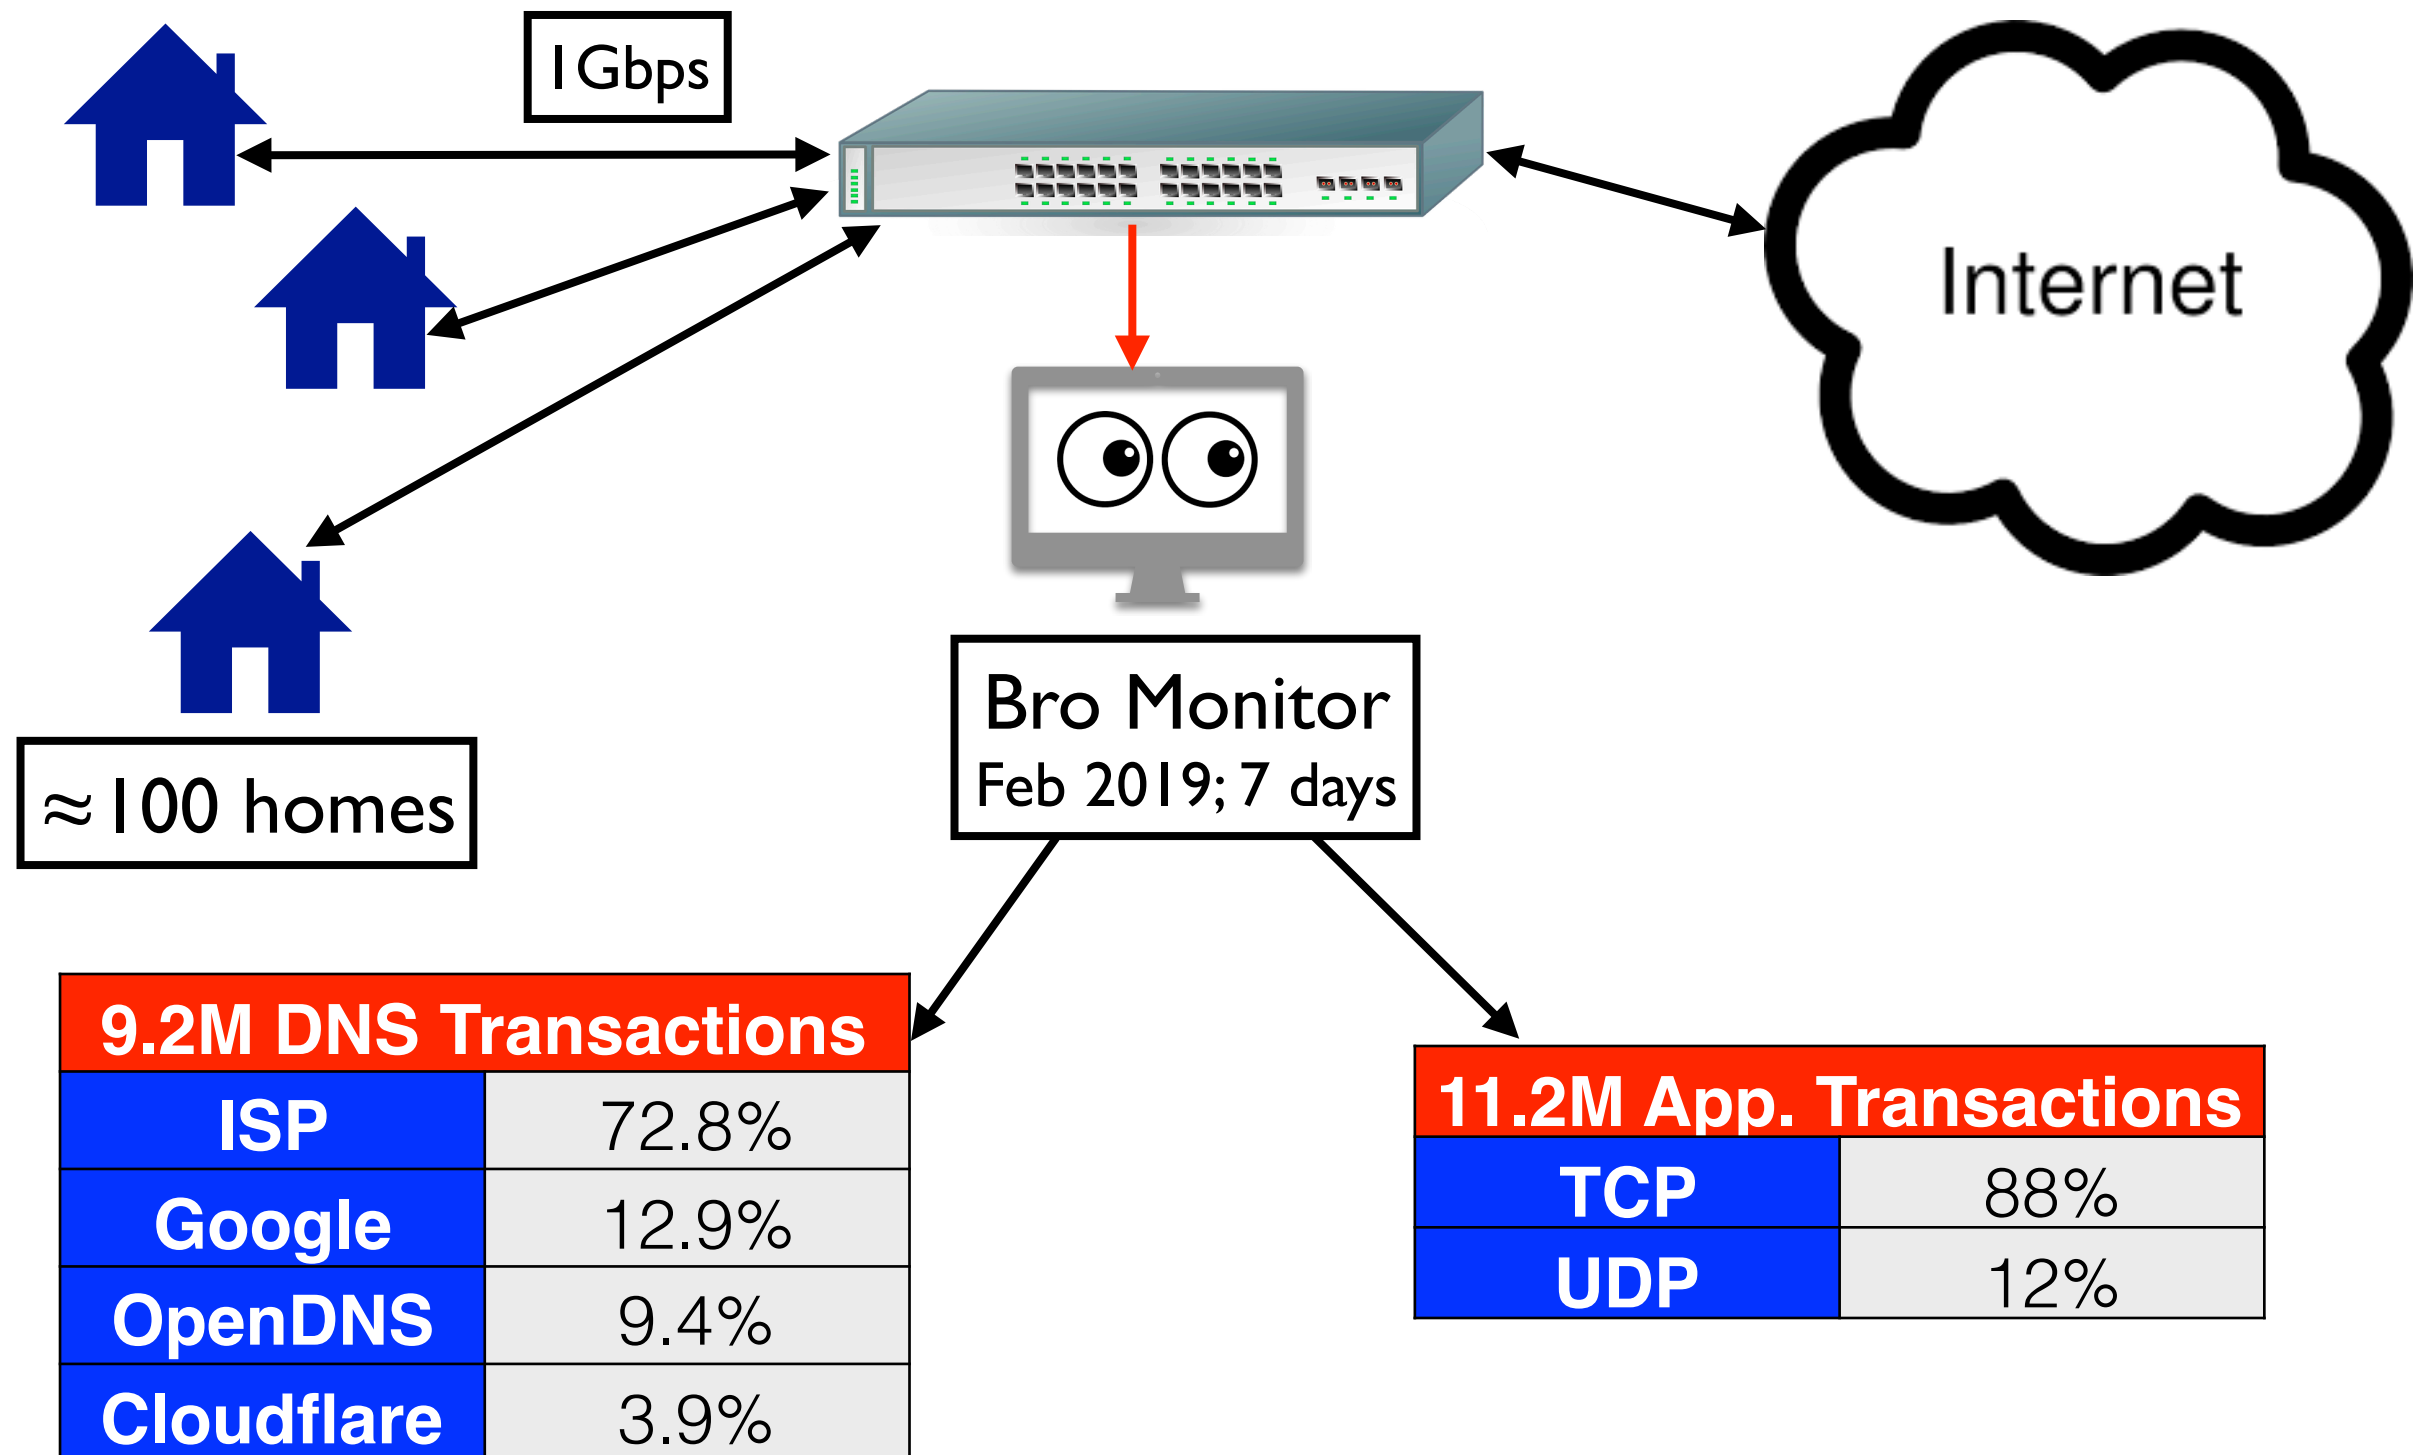 1Gbps
Internet
≈100 homes
Bro Monitor
Feb 2019; 7 days
9.2M DNS Transactions
ISP 72.8%
Google 12.9%
OpenDNS 9.4%
Cloudflare 3.9%
11.2M App. Transactions
TCP 88%
UDP 12%